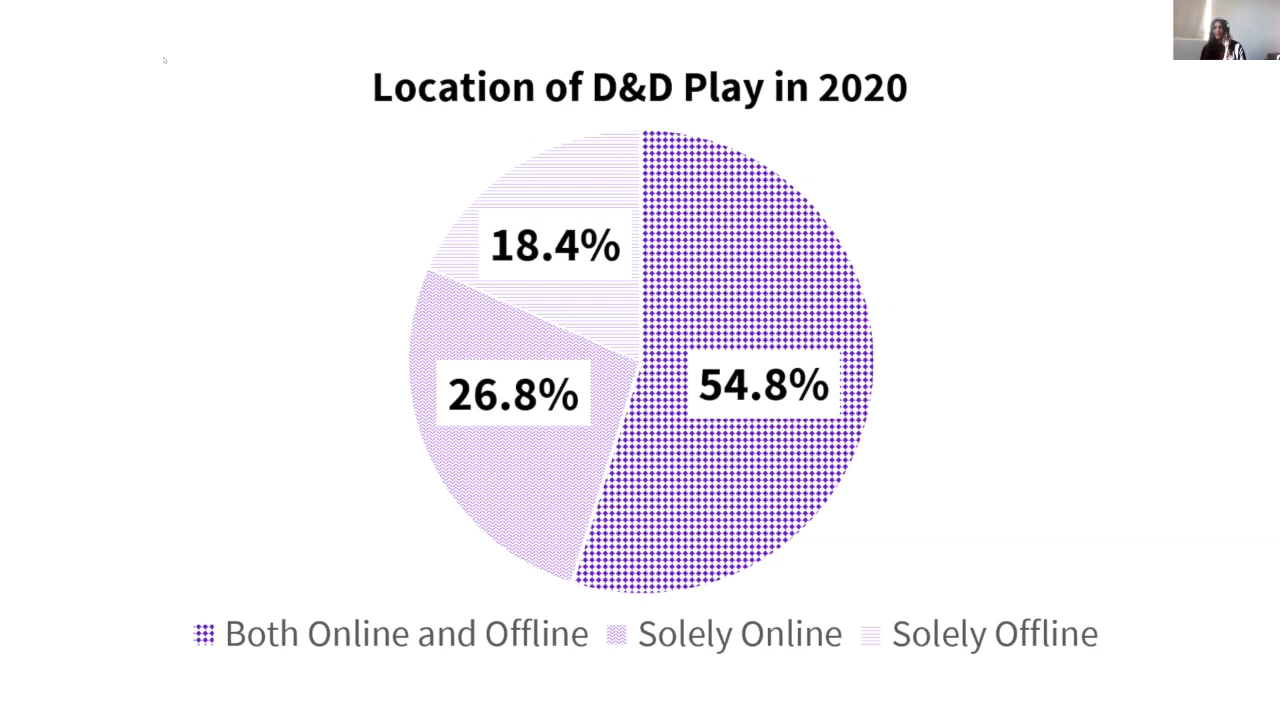 Location of D&D Play in 2020
18.4%
26.8%
54.8%
Both Online and Offline
Solely Online
Solely Offline